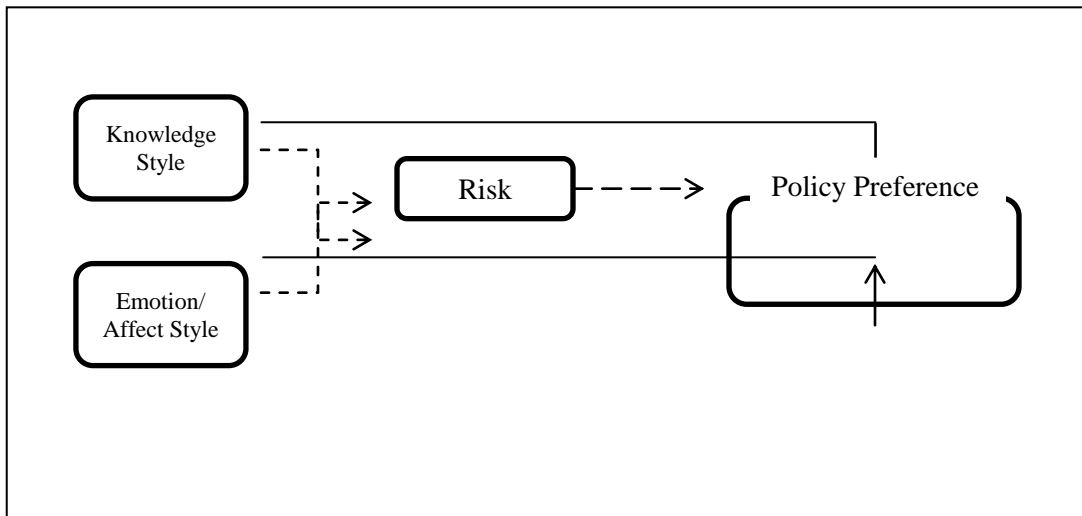 Knowledge
Style
Risk
Policy Preference
Emotion/
Affect Style